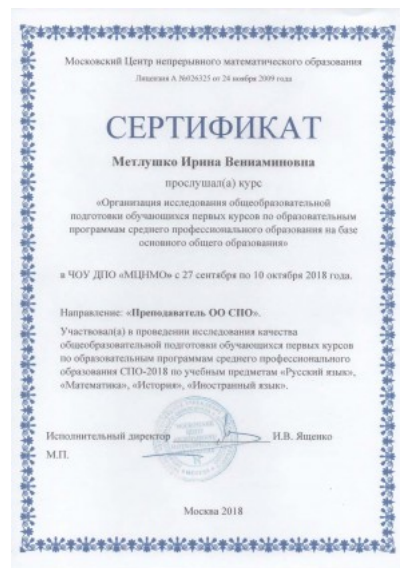 Московский Центр непрерывного математического образования
Лицензия А №026325 от 24 ноября 2009 года
СЕРТИФИКАТ
Метлушко Ирина Вениаминовна
прослушал(а) курс
«Организация исследования общеобразовательной
подготовки обучающихся первых курсов по образовательным
программам среднего профессионального образования на базе
основного общего образования»
в ЧОУ ДПО «МЦНМО» с 27 сентября по 10 октября 2018 года.
Направление: «Преподаватель ОО СПО».
Участвовал(а) в проведении исследования качества
общеобразовательной подготовки обучающихся первых курсов
по образовательным программам среднего профессионального
образования СПО-2018 по учебным предметам «Русский язык»,
«Математика», «История», «Иностранный язык».
Исполнительный директор И.В. Ященко
М.П.
Москва 2018